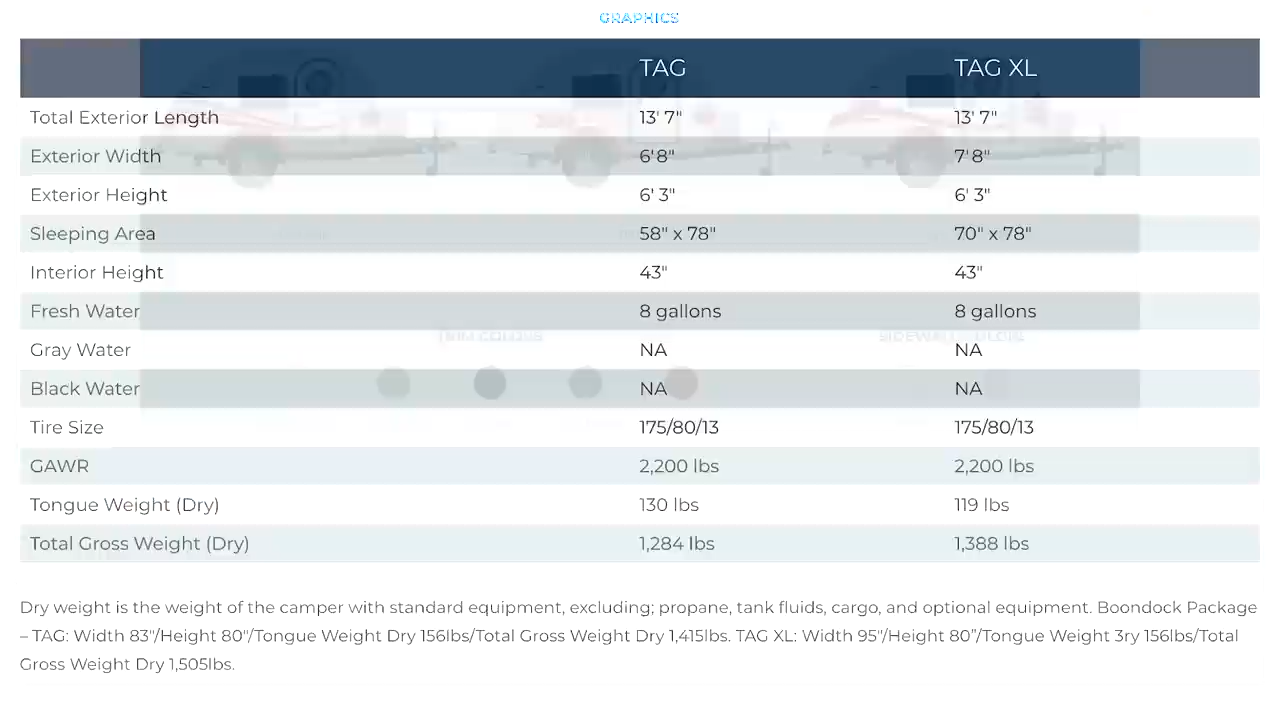 GRAPHICS
TAG TAG XL
Total Exterior Length 13' 7" 13' 7"
Exterior Width 6'8" 7'8"
Exterior Height 6' 3" 6' 3"
Sleeping Area 58" x 78" 70" x 78"
Interior Height 43" 43"
Fresh Water 8 gallons 8 gallons
Gray Water NA NA
TRIM COLORS SIDEWALL COLORS
Black Water NA NA
Tire Size 175/80/13 175/80/13
GAWR 2,200 lbs 2,200 lbs
Tongue Weight (Dry) 130 lbs 119 lbs
Total Gross Weight (Dry) 1,284 lbs 1,388 lbs
Dry weight is the weight of the camper with standard equipment, excluding; propane, tank fluids, cargo, and optional equipment. Boondock Package
– TAG: Width 83"/Height 80"/Tongue Weight Dry 156lbs/Total Gross Weight Dry 1,415lbs. TAG XL: Width 95"/Height 80”/Tongue Weight 3ry 156lbs/Total
Gross Weight Dry 1,505lbs.